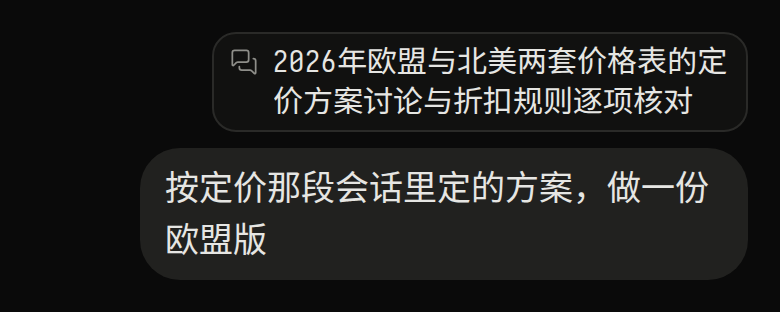 2026年欧盟与北美两套价格表的定
价方案讨论与折扣规则逐项核对
按定价那段会话里定的方案，做一份
欧盟版